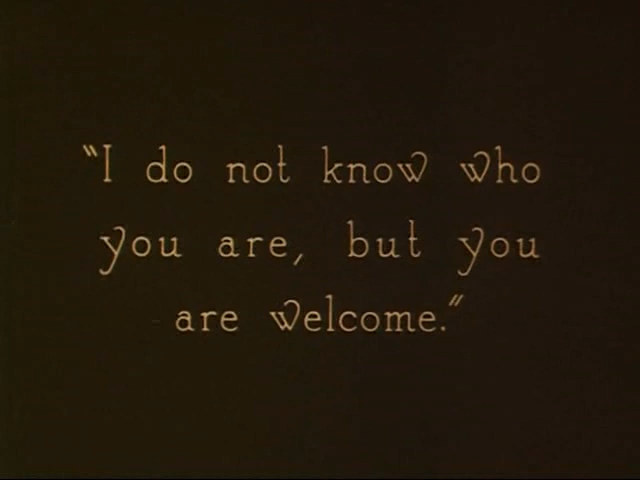 “I do not know who
you are, but you
are welcome.”